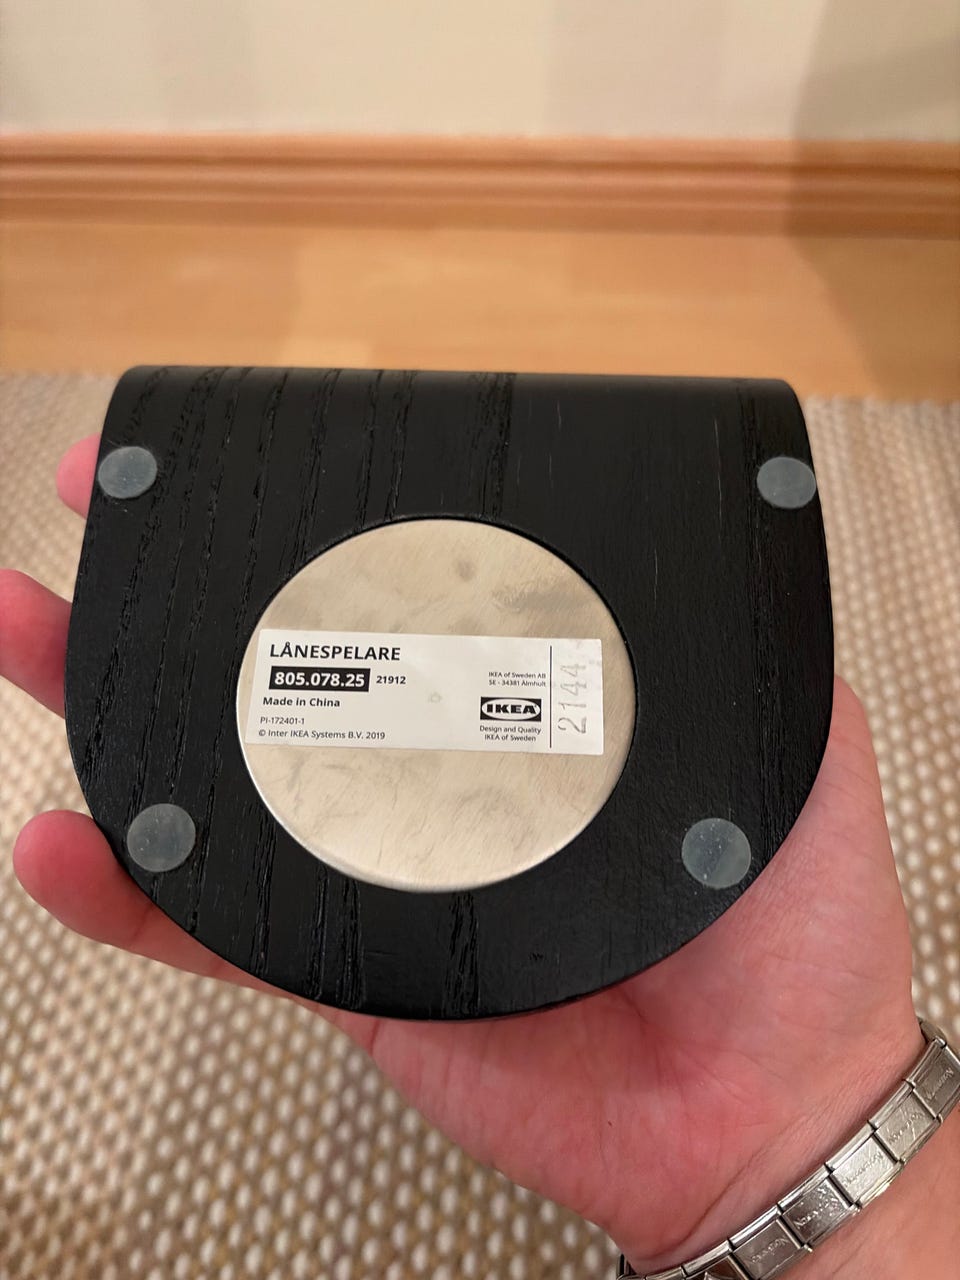 LÅNESPELARE
805.078.25 21912
Made in China
PI-172401-1
© Inter IKEA Systems B.V. 2019
IKEA of Sweden AB
SE - 34381 Älmhult
IKEA
Design and Quality
IKEA of Sweden
2144